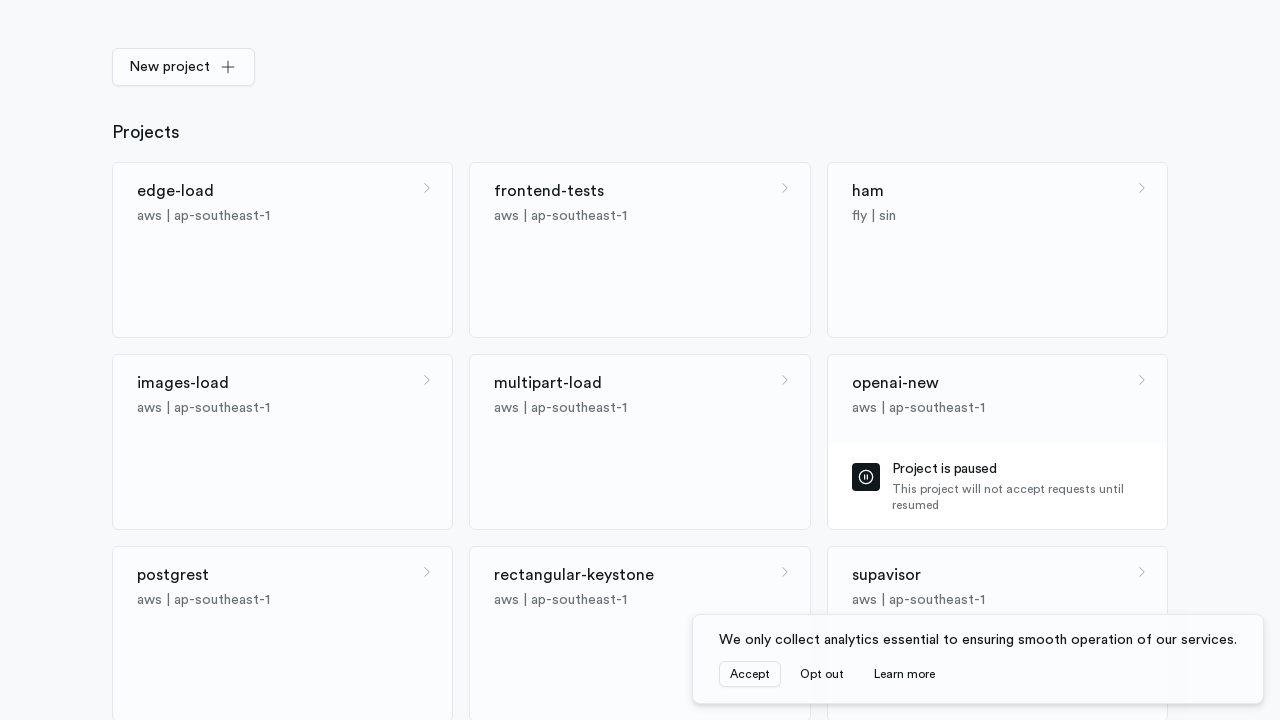 New project
Projects
edge-load
aws | ap-southeast-1
frontend-tests
aws | ap-southeast-1
ham
fly | sin
images-load
aws | ap-southeast-1
multipart-load
aws | ap-southeast-1
openai-new
aws | ap-southeast-1
Project is paused
This project will not accept requests until
resumed
postgrest
aws | ap-southeast-1
rectangular-keystone
aws | ap-southeast-1
supavisor
aws | ap-southeast-1
We only collect analytics essential to ensuring smooth operation of our services.
Accept
Opt out
Learn more